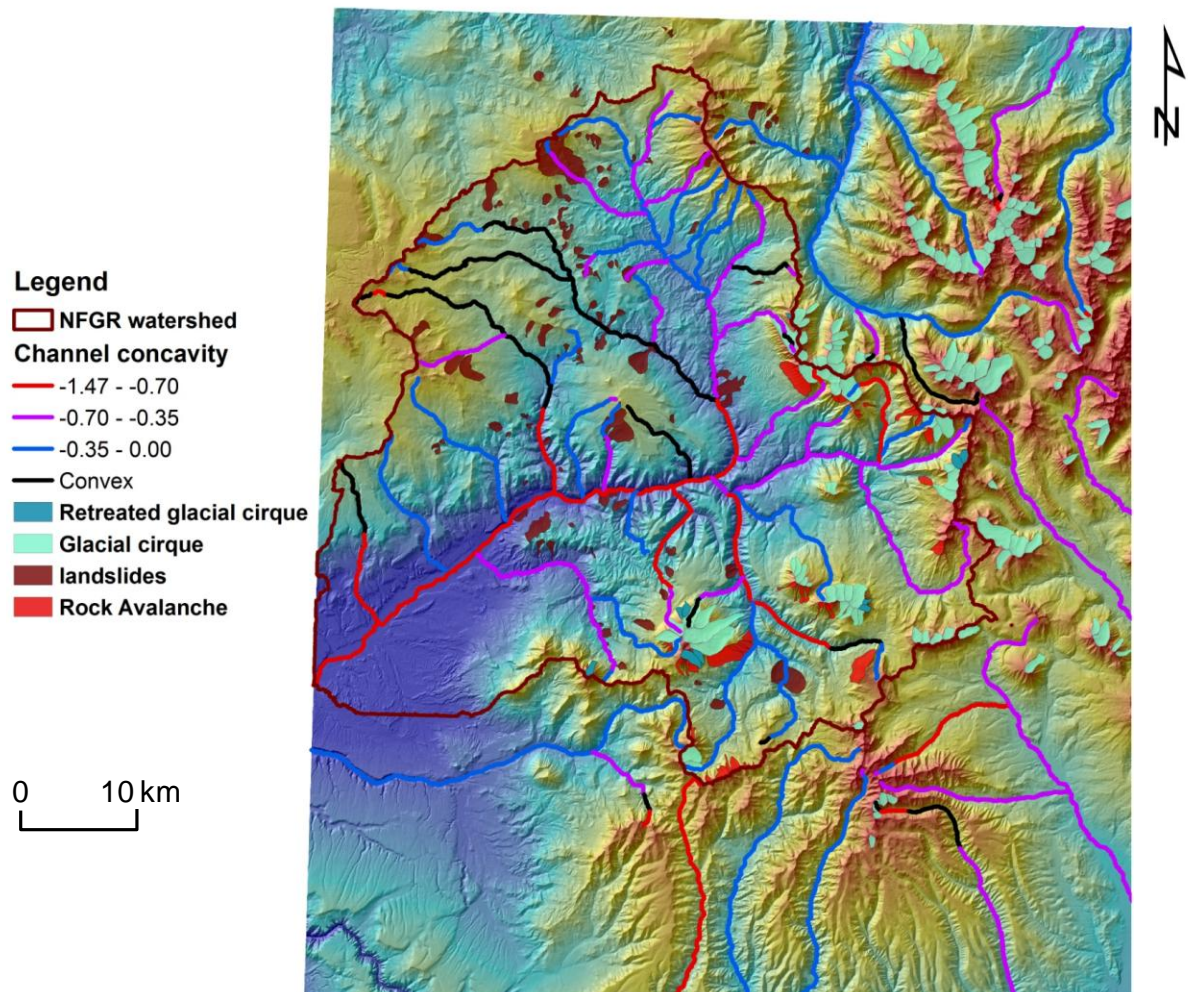 N
Legend
NFGR watershed
Channel concavity
-1.47 - -0.70
-0.70 - -0.35
-0.35 - 0.00
Convex
Retreated glacial cirque
Glacial cirque
landslides
Rock Avalanche
0 10 km